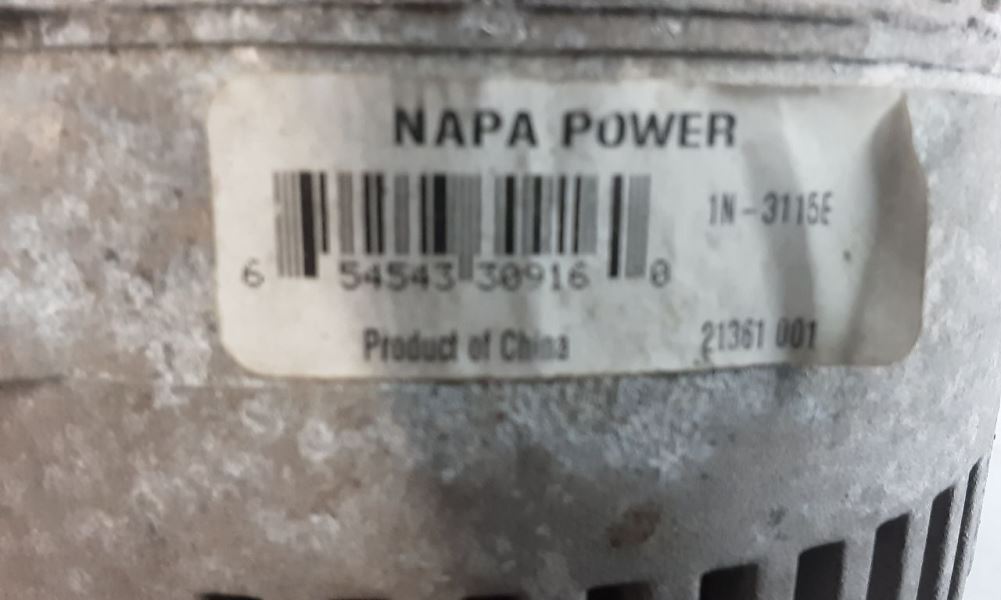 NAPA POWER
1N-3115E
6 54543 30916 0
Product of China 21361 001